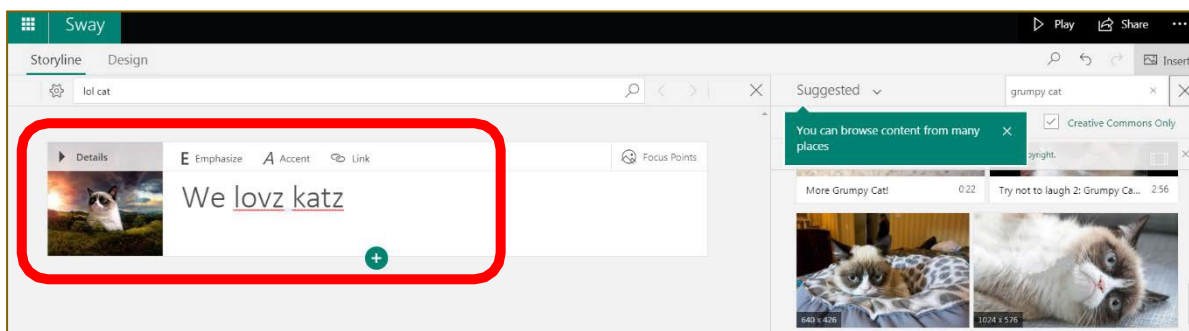 Sway
Play
Share
Storyline
Design
Insert
lol cat
Suggested
grumpy cat
You can browse content from many
places
Creative Commons Only
Details
E Emphasize
A Accent
Link
Focus Points
We lovz katz
More Grumpy Cat!
0:22
Try not to laugh 2: Grumpy Ca...
2:56
640 x 426
1024 x 576